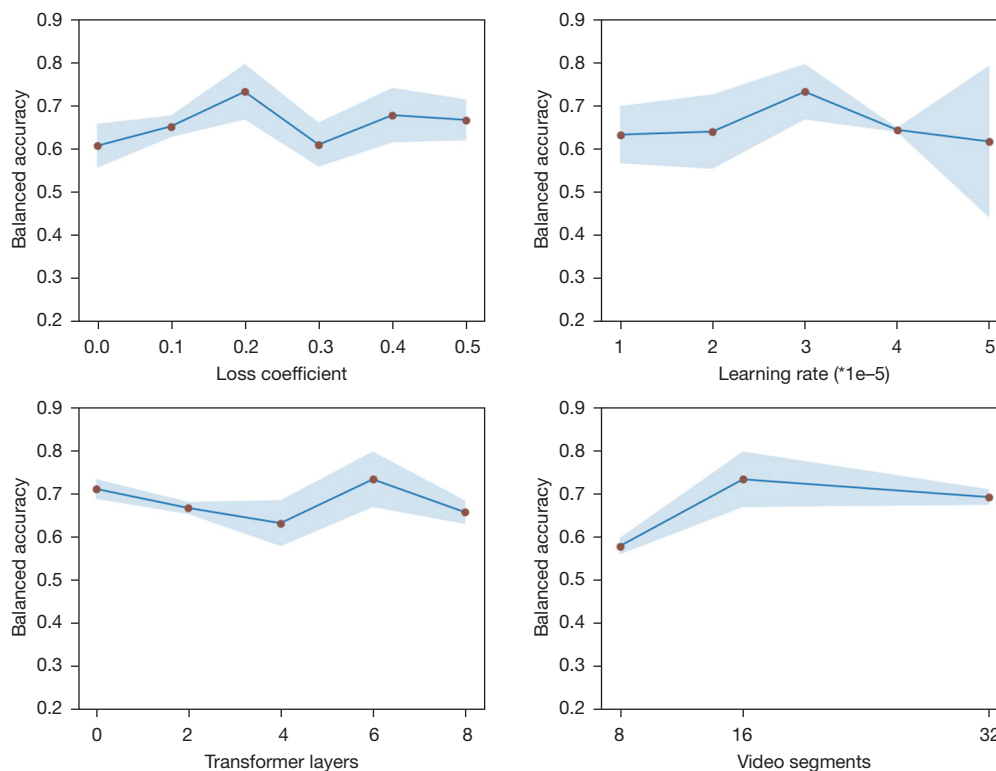 0.9
0.8
0.7
0.6
0.5
0.4
0.3
0.2
Balanced accuracy
0.0 0.1 0.2 0.3 0.4 0.5
Loss coefficient
0.9
0.8
0.7
0.6
0.5
0.4
0.3
0.2
Balanced accuracy
1 2 3 4 5
Learning rate (*1e–5)
0.9
0.8
0.7
0.6
0.5
0.4
0.3
0.2
Balanced accuracy
0 2 4 6 8
Transformer layers
0.9
0.8
0.7
0.6
0.5
0.4
0.3
0.2
Balanced accuracy
8 16 32
Video segments